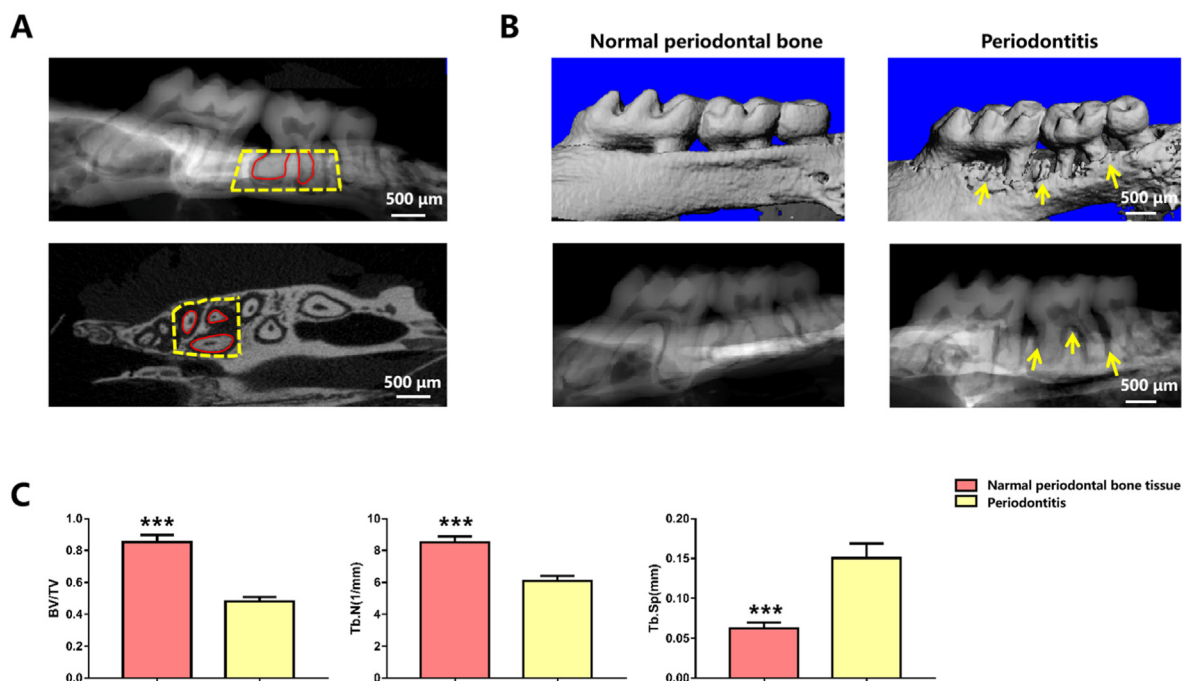 A
B
Normal periodontal bone
Periodontitis
500 μm
500 μm
500 μm
500 μm
C
Narmal periodontal bone tissue
Periodontitis
BV/TV
1.0
0.8
0.6
0.4
0.2
0.0
***
Tb.N(1/mm)
10
8
6
4
2
0
***
Tb.Sp(mm)
0.20
0.15
0.10
0.05
0.00
***